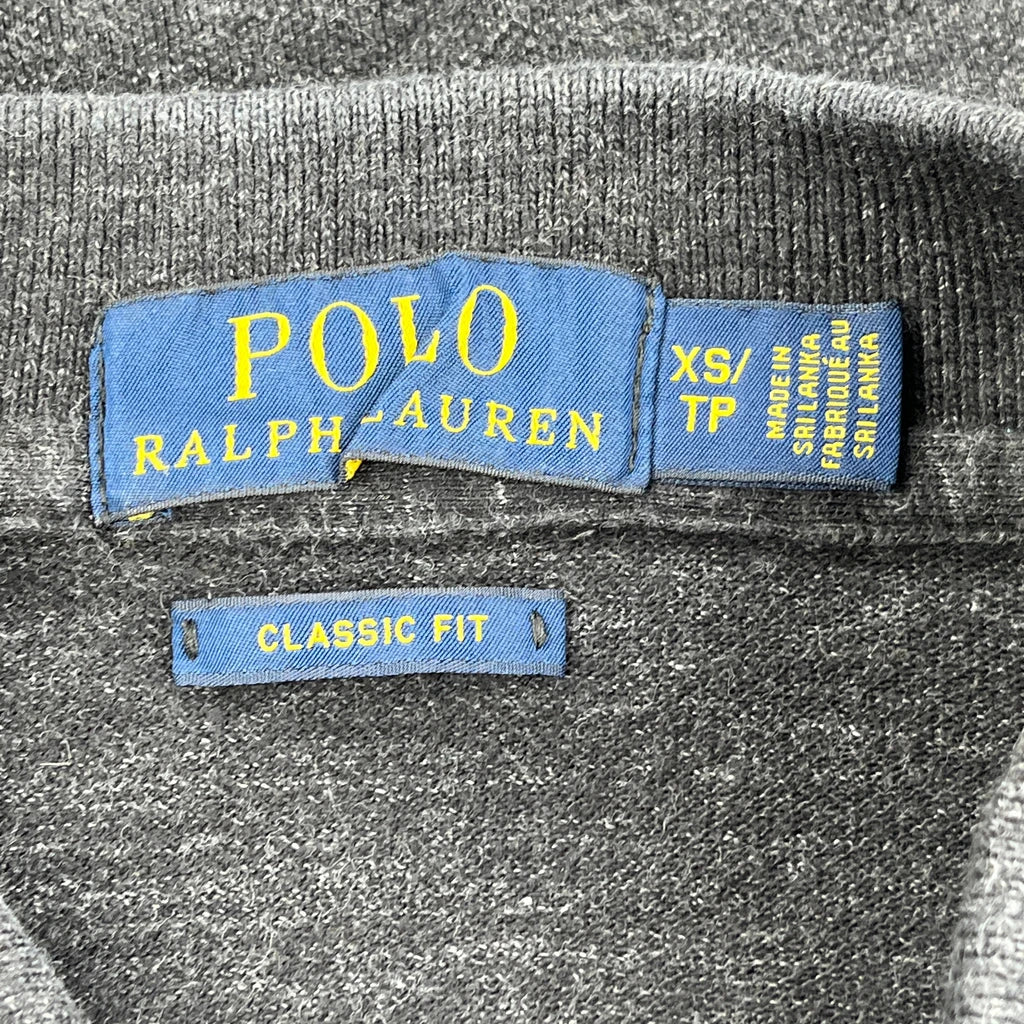 POLO
RALPH LAUREN
XS/
TP
MADE IN
SRI LANKA
FABRIQUÉ AU
SRI LANKA
CLASSIC FIT